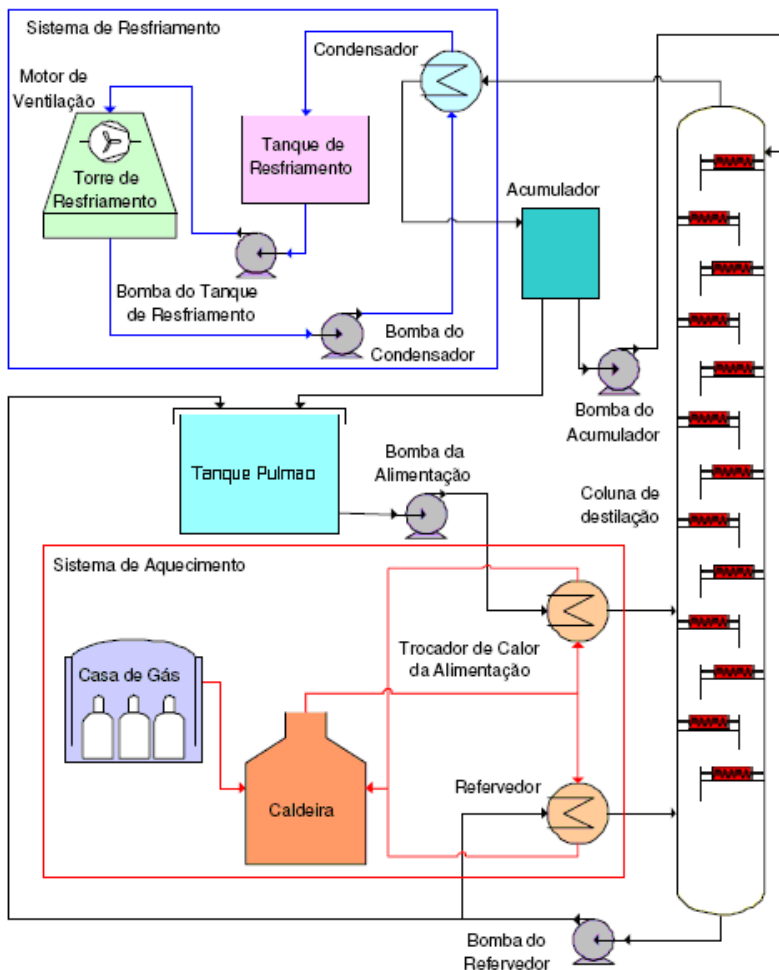 Sistema de Resfriamento
Condensador
Motor de
Ventilação
Tanque de
Resfriamento
Torre de
Resfriamento
Acumulador
Bomba do Tanque
de Resfriamento
Bomba do
Condensador
Bomba do
Acumulador
Bomba da
Alimentação
Tanque Pulmao
Coluna de
destilação
Sistema de Aquecimento
Trocador de Calor
da Alimentação
Casa de Gás
Refervedor
Caldeira
Bomba do
Refervedor